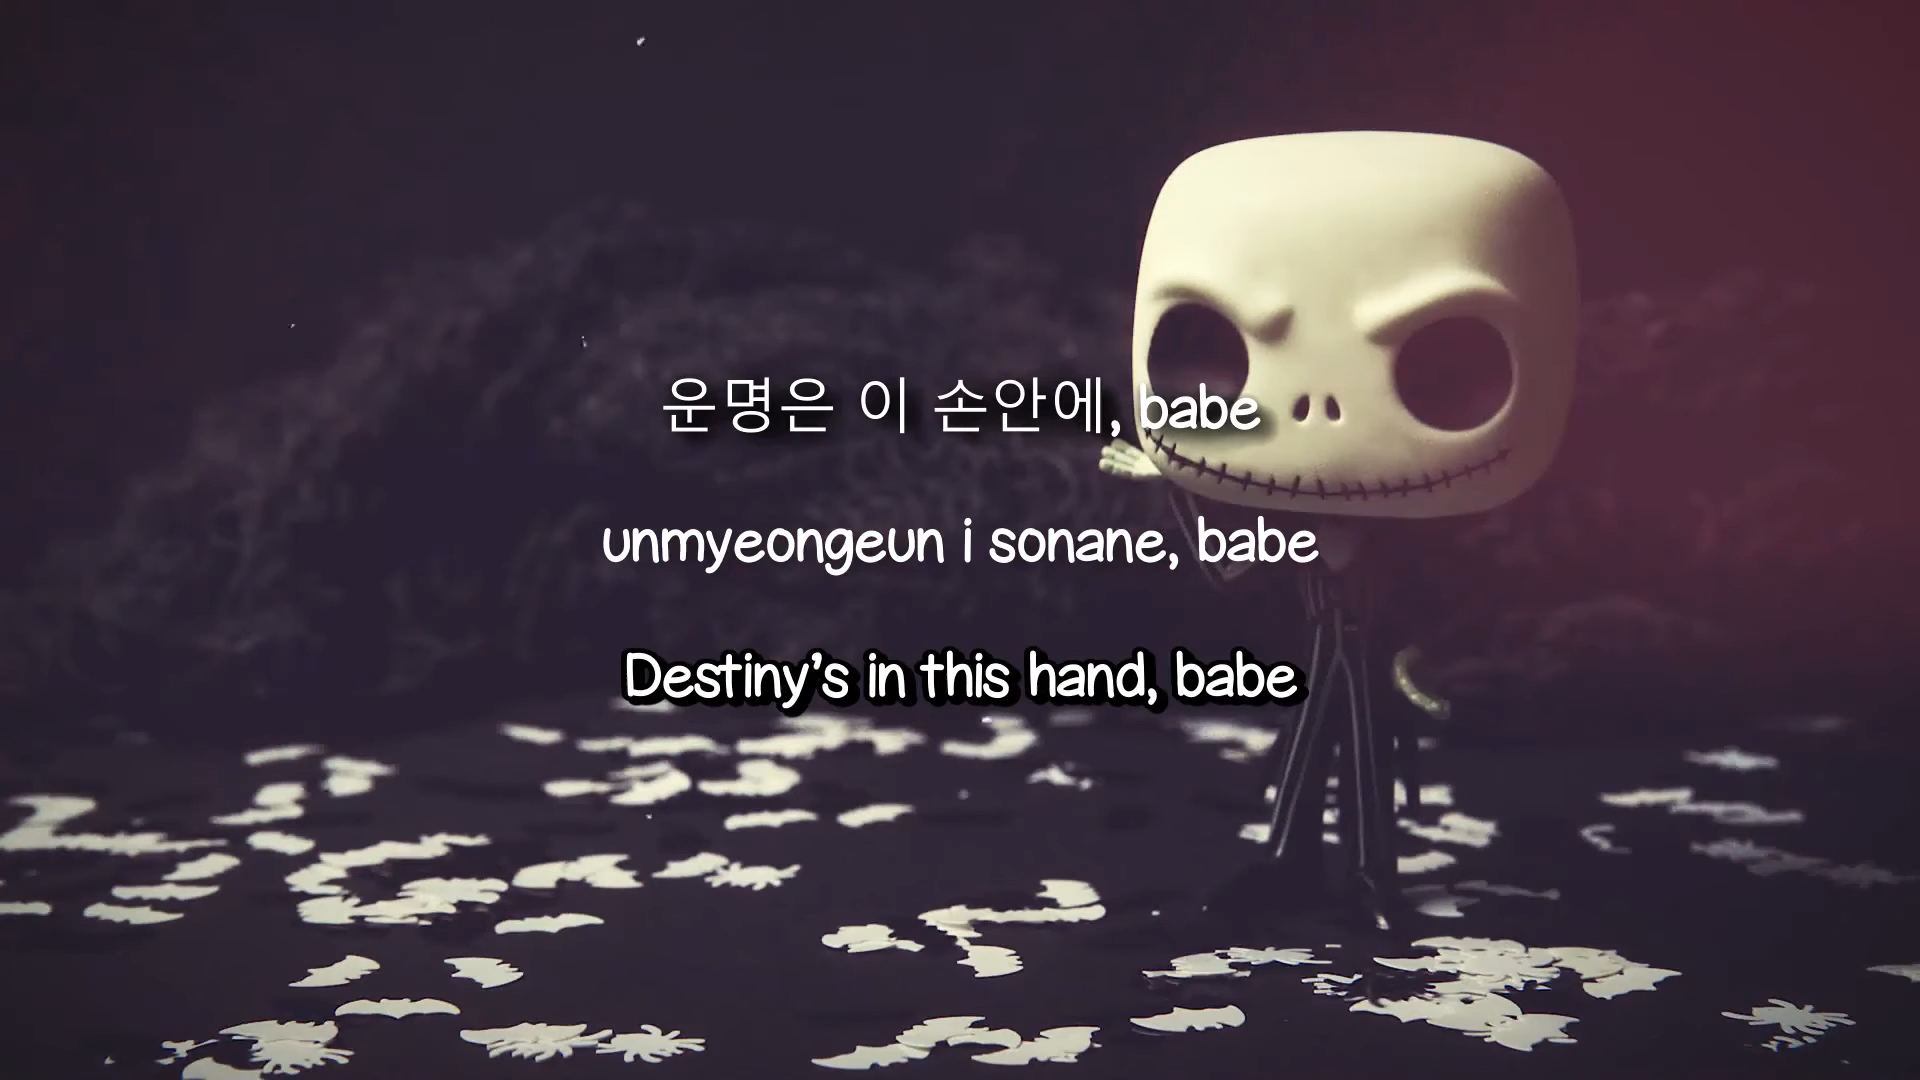 운명은 이 손안에, babe
unmyeongeun i sonane, babe
Destiny's in this hand, babe